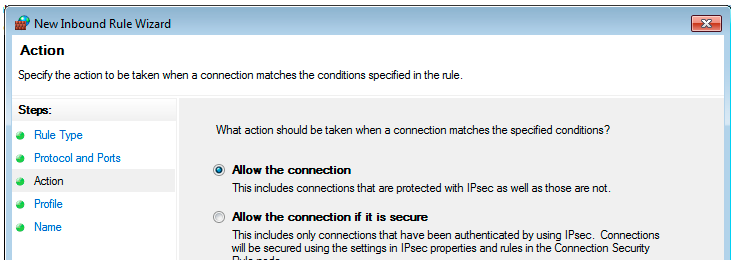 New Inbound Rule Wizard
Action
Specify the action to be taken when a connection matches the conditions specified in the rule.
Steps:
Rule Type
Protocol and Ports
Action
Profile
Name
What action should be taken when a connection matches the specified conditions?
Allow the connection
This includes connections that are protected with IPsec as well as those are not.
Allow the connection if it is secure
This includes only connections that have been authenticated by using IPsec.  Connections
will be secured using the settings in IPsec properties and rules in the Connection Security
Rule node.